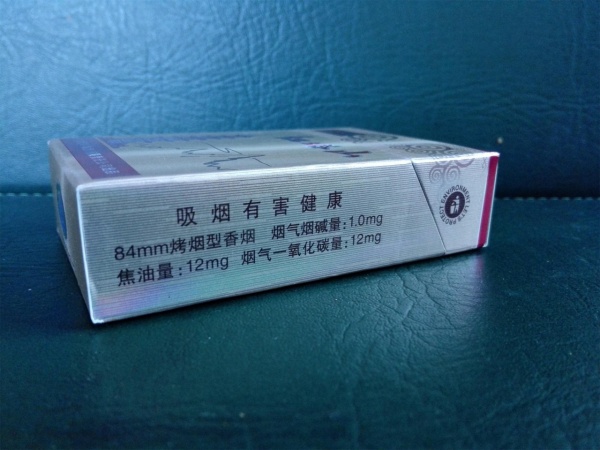 吸烟有害健康
84mm烤烟型香烟 烟气烟碱量:1.0mg
焦油量:12mg 烟气一氧化碳量:12mg